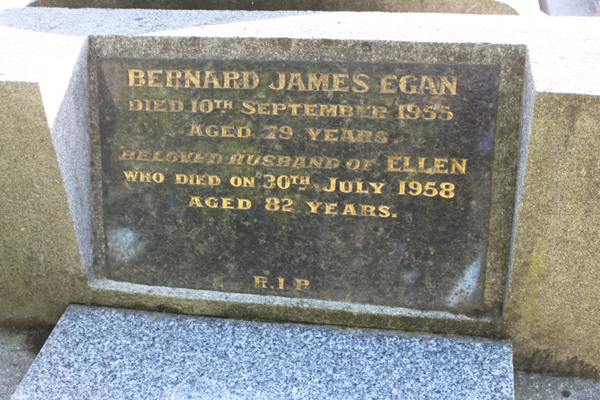 BERNARD JAMES EGAN
DIED 10TH SEPTEMBER 1955
AGED 79 YEARS
BELOVED HUSBAND OF ELLEN
WHO DIED ON 30TH JULY 1958
AGED 82 YEARS.
R.I.P